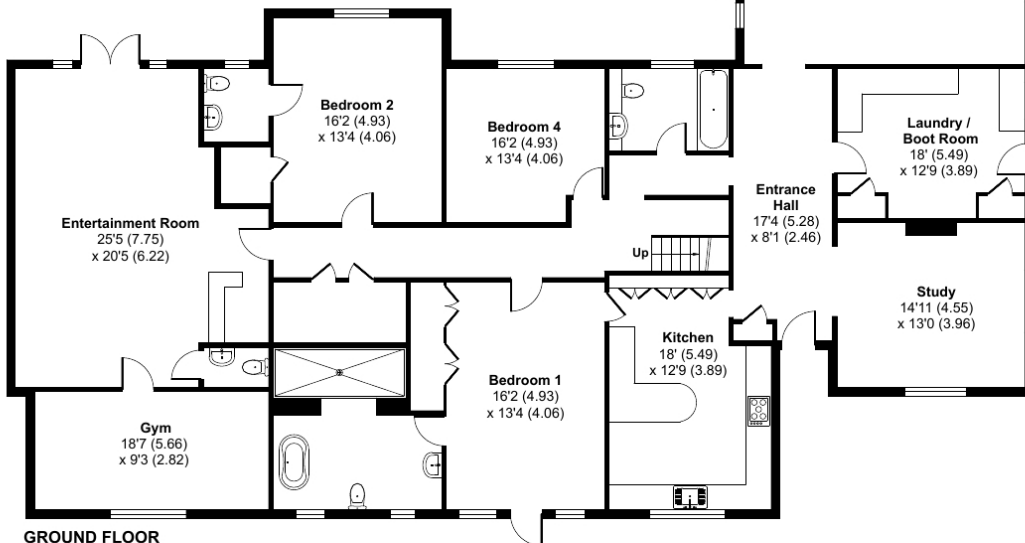 Bedroom 2
16'2 (4.93)
x 13'4 (4.06)
Bedroom 4
16'2 (4.93)
x 13'4 (4.06)
Laundry /
Boot Room
18' (5.49)
x 12'9 (3.89)
Entertainment Room
25'5 (7.75)
x 20'5 (6.22)
Entrance
Hall
17'4 (5.28)
x 8'1 (2.46)
Up
Study
14'11 (4.55)
x 13'0 (3.96)
Kitchen
18' (5.49)
x 12'9 (3.89)
Bedroom 1
16'2 (4.93)
x 13'4 (4.06)
Gym
18'7 (5.66)
x 9'3 (2.82)
GROUND FLOOR